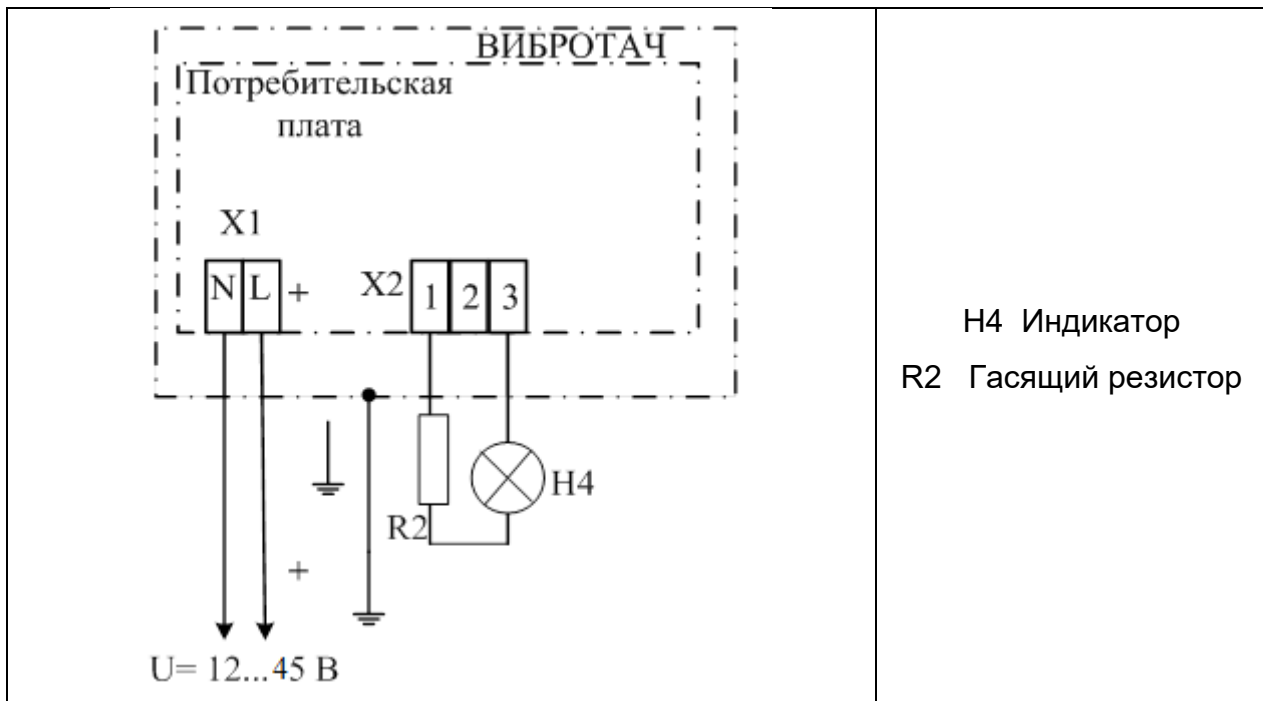 ВИБРОТАЧ
Потребительская
плата
X1
N L +
X2 1 2 3
R2
H4
+
U= 12...45 В
H4 Индикатор
R2 Гасящий резистор